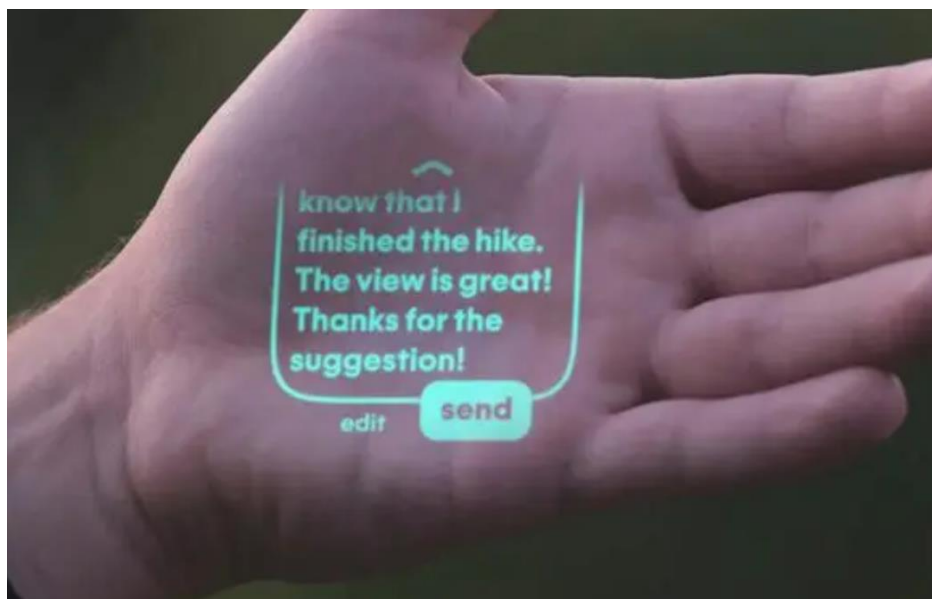 know that I
finished the hike.
The view is great!
Thanks for the
suggestion!
edit
send